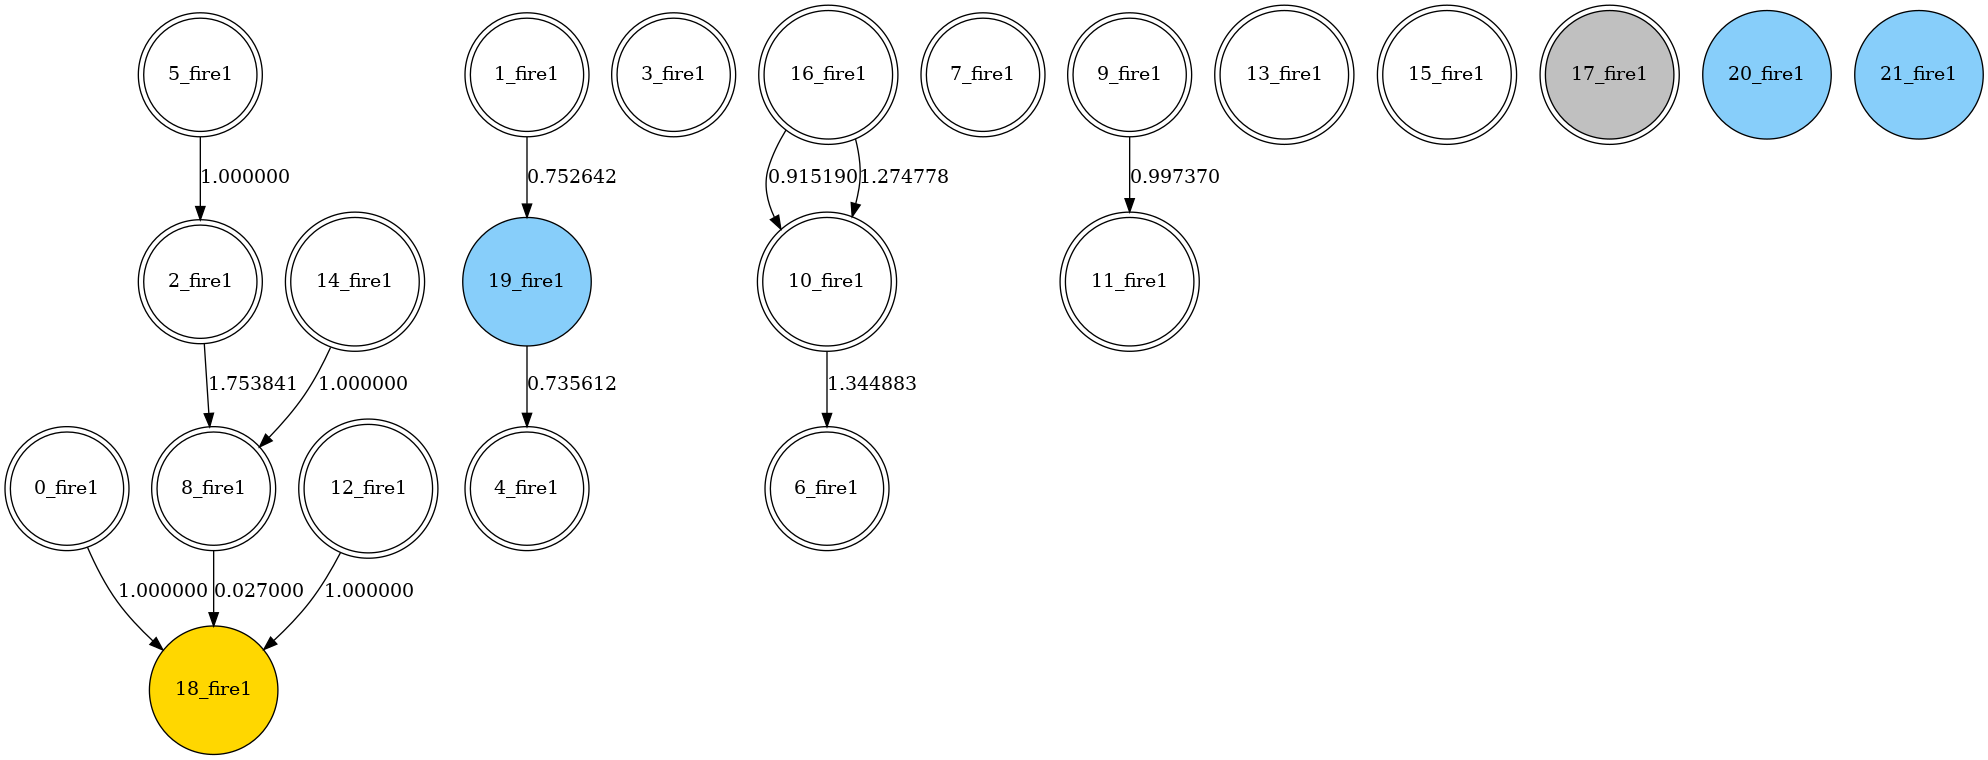 5_fire1
1_fire1
3_fire1
16_fire1
7_fire1
9_fire1
13_fire1
15_fire1
17_fire1
20_fire1
21_fire1
1.000000
0.752642
0.915190
1.274778
0.997370
2_fire1
14_fire1
19_fire1
10_fire1
11_fire1
1.753841
1.000000
0.735612
1.344883
0_fire1
8_fire1
12_fire1
4_fire1
6_fire1
1.000000
0.027000
1.000000
18_fire1